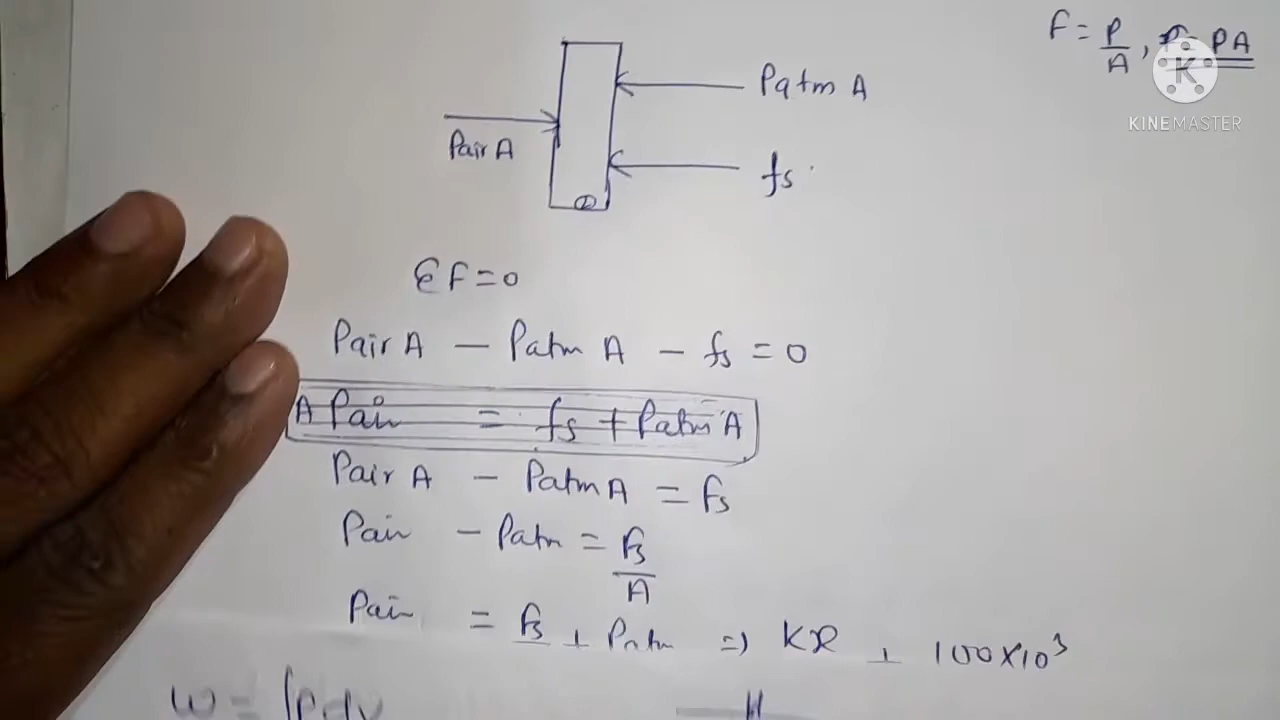 F = P/A, P = PA
K
KINEMASTER
Patm A
Pair A
fs
ΣF = 0
Pair A – Patm A – fs = 0
A Pair = fs + Patm A
Pair A – Patm A = fs
Pair – Patm = fs/A
Pair = fs + Patm => Kx + 100×10³
W = ∫Pdv